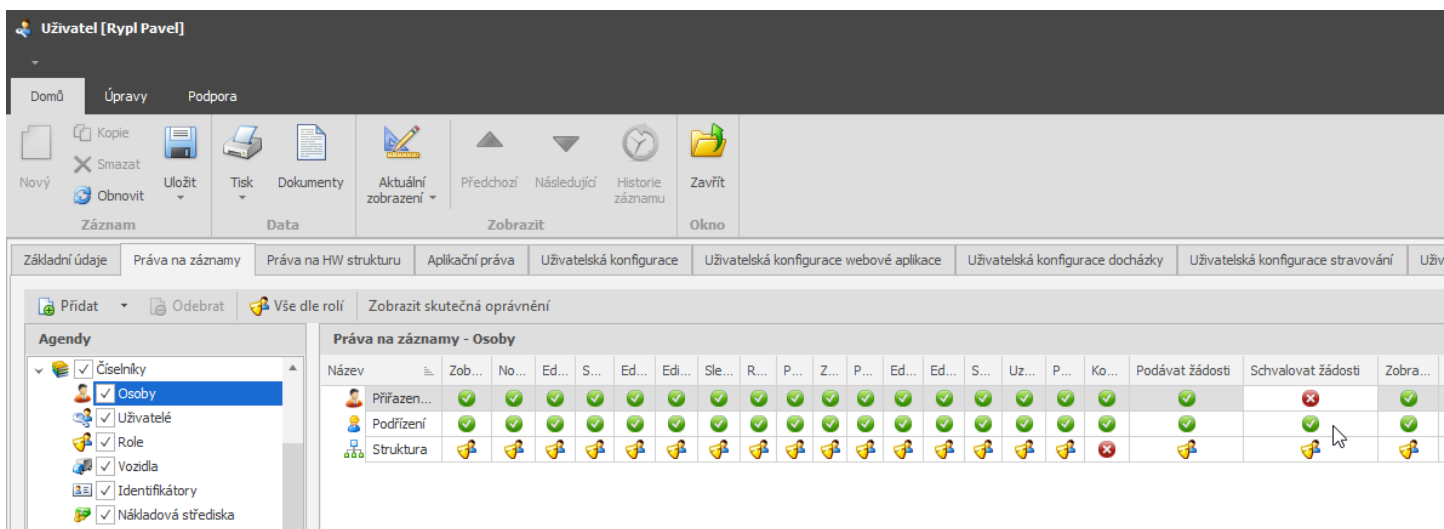 Uživatel [Rypl Pavel]
Domů Úpravy Podpora
Nový
Kopie
Smazat
Obnovit
Uložit
Tisk
Dokumenty
Aktuální
zobrazení
Předchozí
Následující
Historie
záznamu
Zavřít
Záznam Data Zobrazit Okno
Základní údaje Práva na záznamy Práva na HW strukturu Aplikační práva Uživatelská konfigurace Uživatelská konfigurace webové aplikace Uživatelská konfigurace docházky Uživatelská konfigurace stravování Uživ
Přidat Odebrat Vše dle rolí Zobrazit skutečná oprávnění
Agendy
Číselníky
Osoby
Uživatelé
Role
Vozidla
Identifikátory
Nákladová střediska
Práva na záznamy - Osoby
Název Zob... No... Ed... S... Ed... Edi... Sle... R... P... Z... P... Ed... Ed... S... Uz... P... Ko... Podávat žádosti Schvalovat žádosti Zobra...
Přiřazen...
Podřízení
Struktura